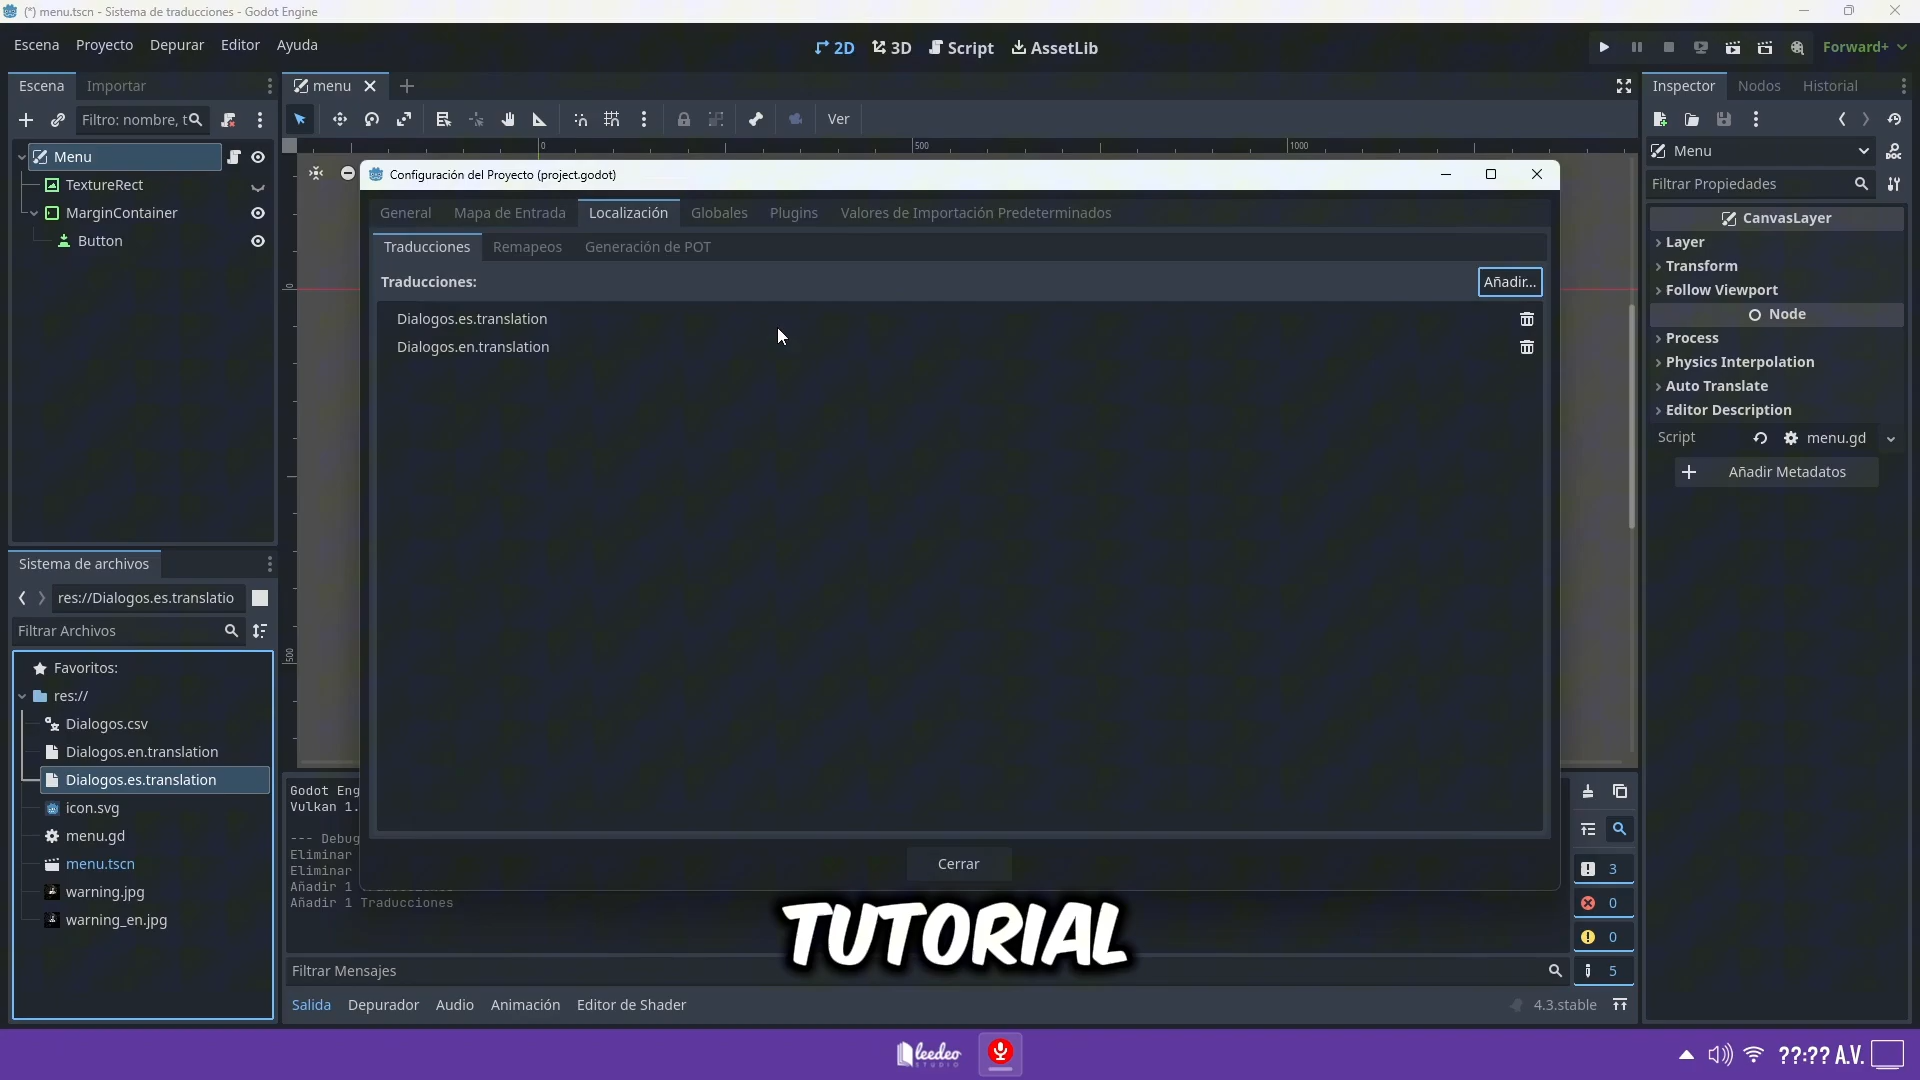 (*) menu.tscn - Sistema de traducciones - Godot Engine
Escena Proyecto Depurar Editor Ayuda
2D 3D Script AssetLib
Forward+
Escena Importar
menu
Inspector Nodos Historial
Filtro: nombre, t
Ver
Menu
TextureRect
MarginContainer
Button
0 500 1000
0
500
Configuración del Proyecto (project.godot)
General Mapa de Entrada Localización Globales Plugins Valores de Importación Predeterminados
Traducciones Remapeos Generación de POT
Traducciones:
Añadir...
Dialogos.es.translation
Dialogos.en.translation
Cerrar
Menu
Filtrar Propiedades
CanvasLayer
Layer
Transform
Follow Viewport
Node
Process
Physics Interpolation
Auto Translate
Editor Description
Script menu.gd
Añadir Metadatos
Sistema de archivos
res://Dialogos.es.translatio
Filtrar Archivos
Favoritos:
res://
Dialogos.csv
Dialogos.en.translation
Dialogos.es.translation
icon.svg
menu.gd
menu.tscn
warning.jpg
warning_en.jpg
Godot Eng
Vulkan 1.
--- Debug
Eliminar
Eliminar
Añadir 1
Añadir 1 Traducciones
3
0
0
5
TUTORIAL
Filtrar Mensajes
Salida Depurador Audio Animación Editor de Shader
4.3.stable
leedeo
STUDIO
??:?? A.V.